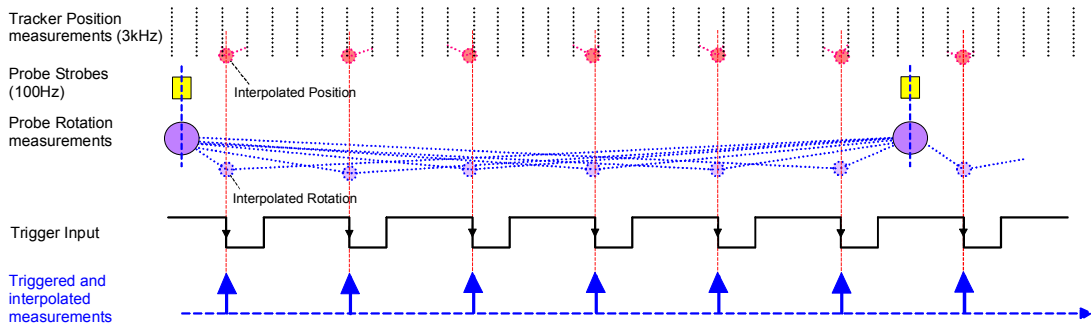 Tracker Position
measurements (3kHz)
Interpolated Position
Probe Strobes
(100Hz)
Probe Rotation
measurements
Interpolated Rotation
Trigger Input
Triggered and
interpolated
measurements